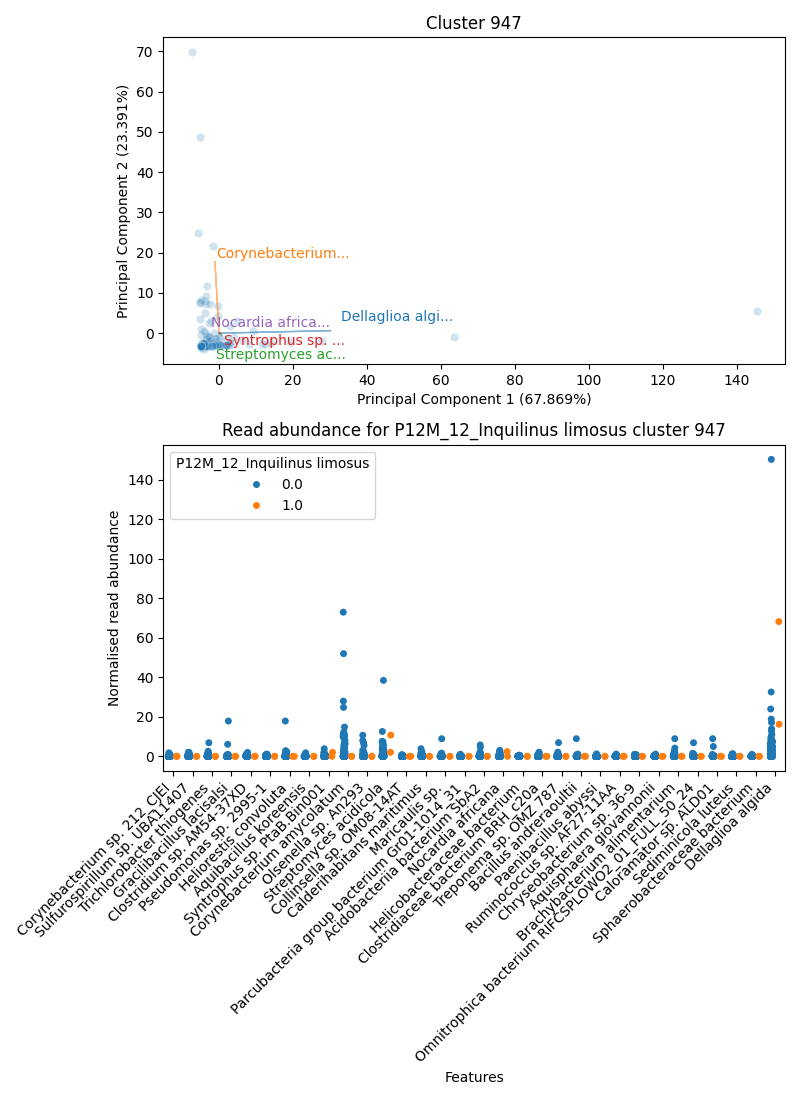 Cluster 947
Principal Component 2 (23.391%)
70
60
50
40
30
20
10
0
Corynebacterium...
Dellaglioa algi...
Nocardia africa...
Syntrophus sp. ...
Streptomyces ac...
0 20 40 60 80 100 120 140
Principal Component 1 (67.869%)
Read abundance for P12M_12_Inquilinus limosus cluster 947
Normalised read abundance
140
120
100
80
60
40
20
0
P12M_12_Inquilinus limosus
0.0
1.0
Corynebacterium sp. 212_CJEI
Sulfurospirillum sp. UBA11407
Trichlorobacter thiogenes
Gracilibacillus lacisalsi
Clostridium sp. AM54-37XD
Pseudomonas sp. 2995-1
Heliorestis convoluta
Aquibacillus koreensis
Syntrophus sp. PtaB.Bin001
Corynebacterium amycolatum
Olsenella sp. An293
Streptomyces acidicola
Collinsella sp. OM08-14AT
Calderihabitans maritimus
Maricaulis sp.
Parcubacteria group bacterium Gr01-1014_31
Acidobacteriia bacterium SbA2
Nocardia africana
Helicobacteraceae bacterium
Clostridiaceae bacterium BRH_c20a
Treponema sp. OMZ 787
Bacillus andreraoultii
Paenibacillus abyssi
Ruminococcus sp. AF27-11AA
Chryseobacterium sp. 36-9
Aquisphaera giovannonii
Brachybacterium alimentarium
Omnitrophica bacterium RIFCSPLOWO2_01_FULL_50_24
Caloramator sp. ALD01
Sediminicola luteus
Sphaerobacteraceae bacterium
Dellaglioa algida
Features